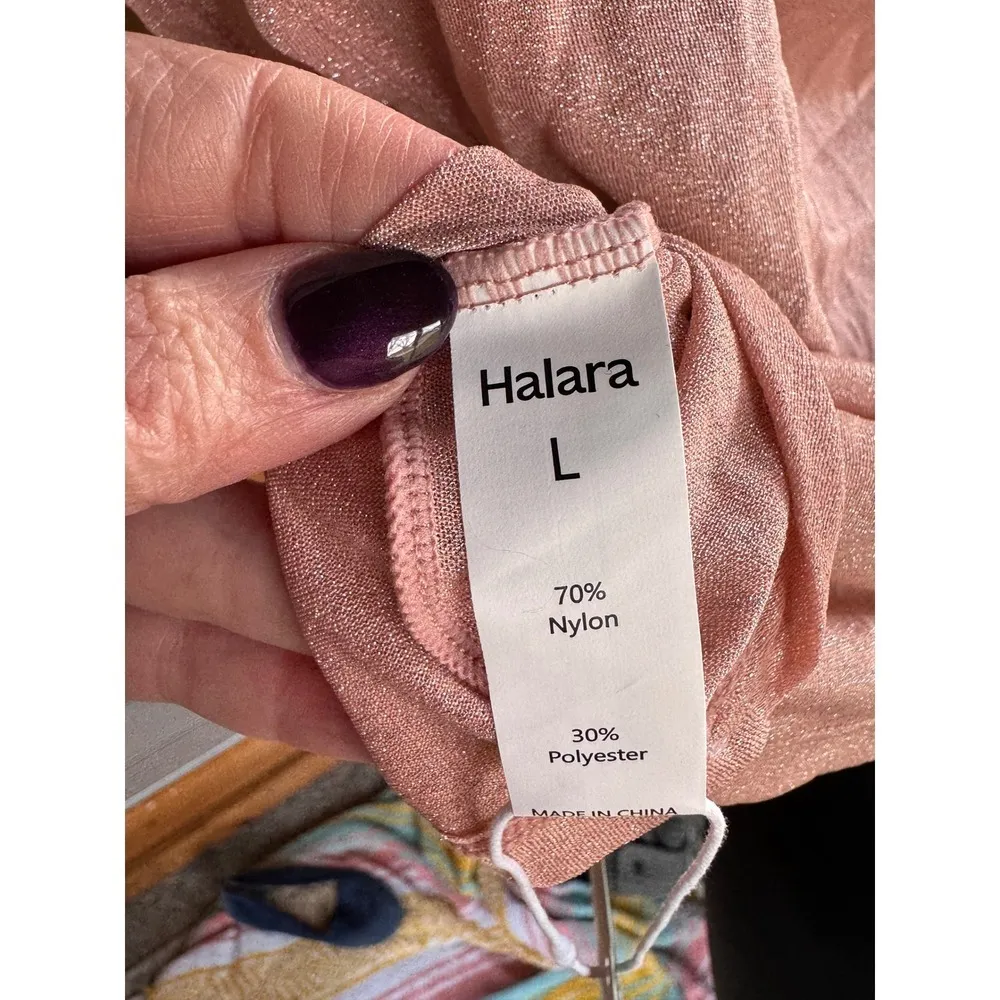 Halara
L
70%
Nylon
30%
Polyester
MADE IN CHINA